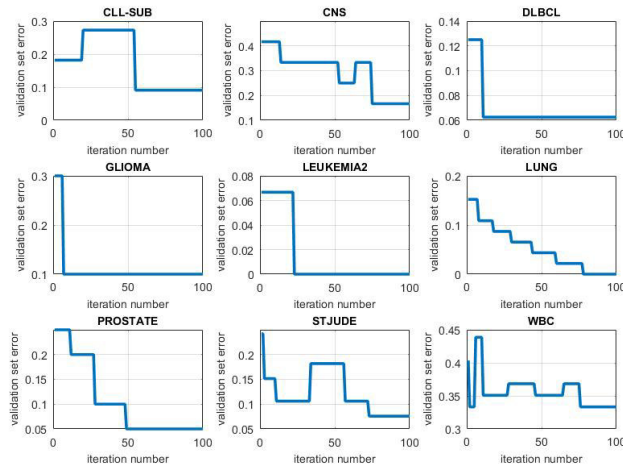 CLL-SUB
validation set error
0.3
0.2
0.1
0
0 50 100
iteration number
CNS
validation set error
0.4
0.3
0.2
0.1
0 50 100
iteration number
DLBCL
validation set error
0.14
0.12
0.1
0.08
0.06
0 50 100
iteration number
GLIOMA
validation set error
0.3
0.2
0.1
0 50 100
iteration number
LEUKEMIA2
validation set error
0.08
0.06
0.04
0.02
0
0 50 100
iteration number
LUNG
validation set error
0.2
0.1
0
0 50 100
iteration number
PROSTATE
validation set error
0.2
0.15
0.1
0.05
0 50 100
iteration number
STJUDE
validation set error
0.2
0.15
0.1
0.05
0 50 100
iteration number
WBC
validation set error
0.45
0.4
0.35
0.3
0 50 100
iteration number